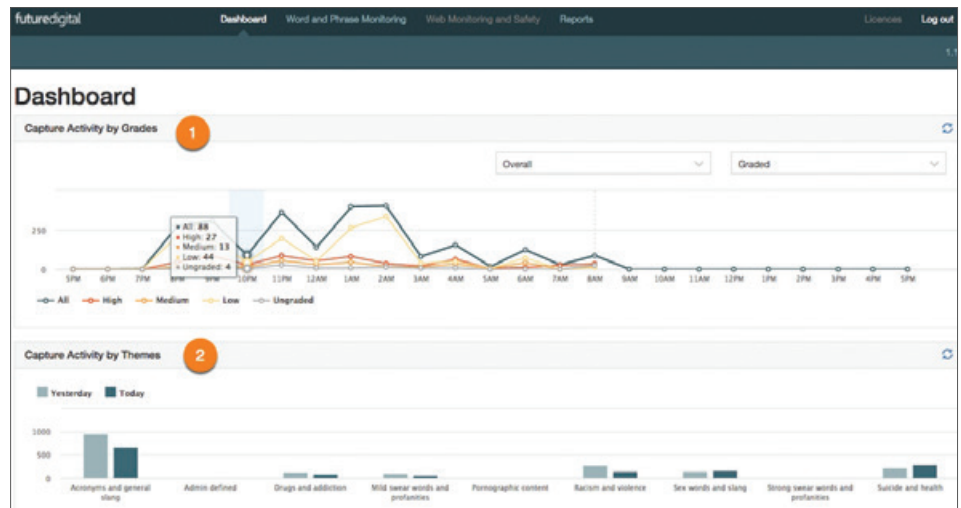 futuredigital Dashboard Word and Phrase Monitoring Web Monitoring and Safety Reports Licences Log out
1.1
Dashboard
Capture Activity by Grades 1
Overall Graded
250
0
All: 88
High: 27
Medium: 13
Low: 44
Ungraded: 4
5PM 6PM 7PM 8PM 9PM 10PM 11PM 12AM 1AM 2AM 3AM 4AM 5AM 6AM 7AM 8AM 9AM 10AM 11AM 12PM 1PM 2PM 3PM 4PM 5PM
All High Medium Low Ungraded
Capture Activity by Themes 2
Yesterday Today
1000
500
0
Acronyms and general slang Admin defined Drugs and addiction Mild swear words and profanities Pornographic content Racism and violence Sex words and slang Strong swear words and profanities Suicide and health